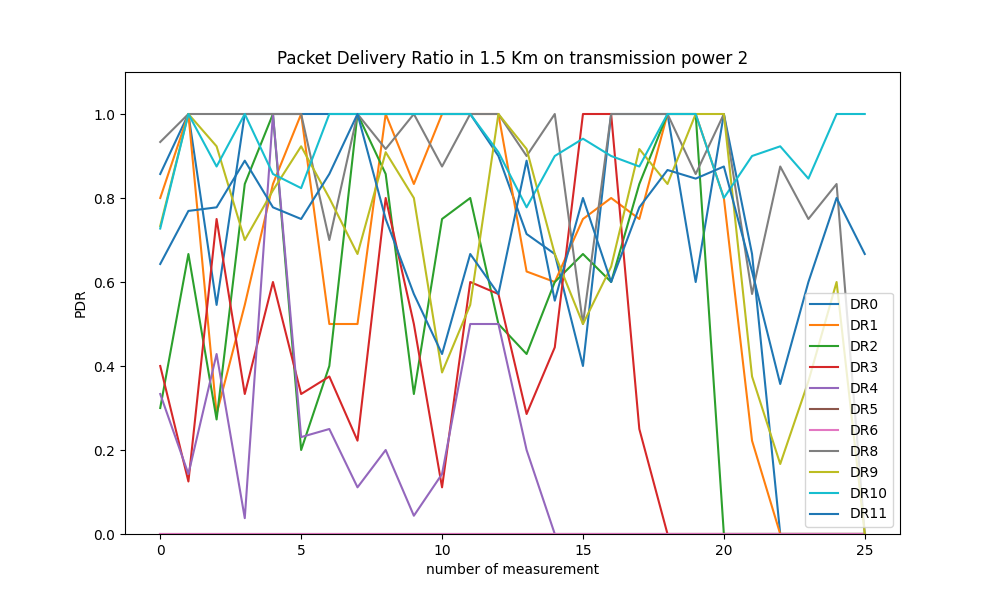 Packet Delivery Ratio in 1.5 Km on transmission power 2
PDR
1.0
0.8
0.6
0.4
0.2
0.0
0 5 10 15 20 25
number of measurement
DR0
DR1
DR2
DR3
DR4
DR5
DR6
DR8
DR9
DR10
DR11